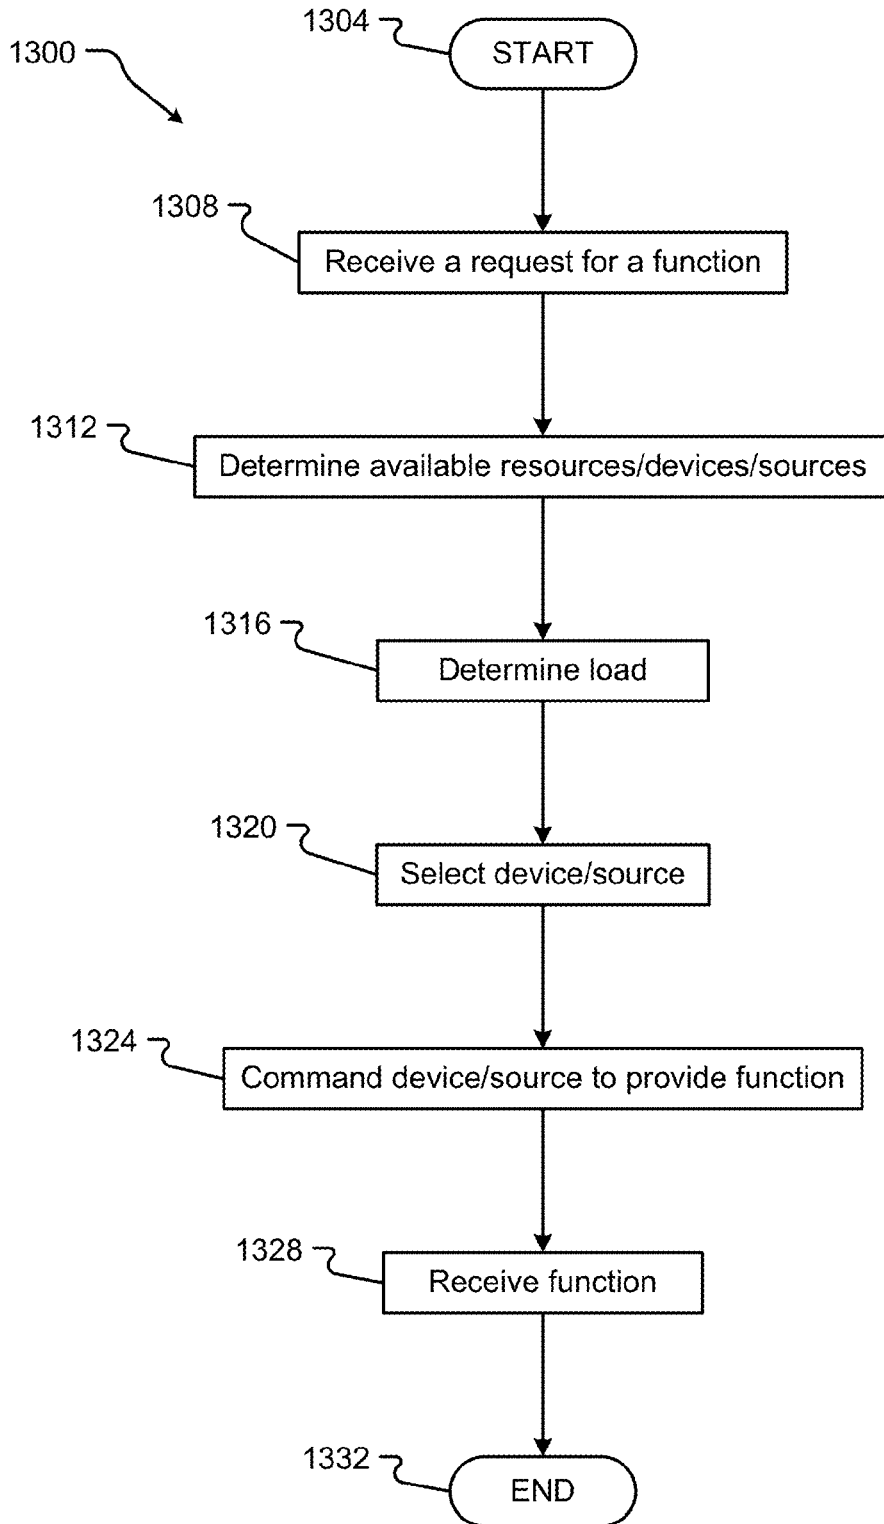 1300
1304
START
1308
Receive a request for a function
1312
Determine available resources/devices/sources
1316
Determine load
1320
Select device/source
1324
Command device/source to provide function
1328
Receive function
1332
END